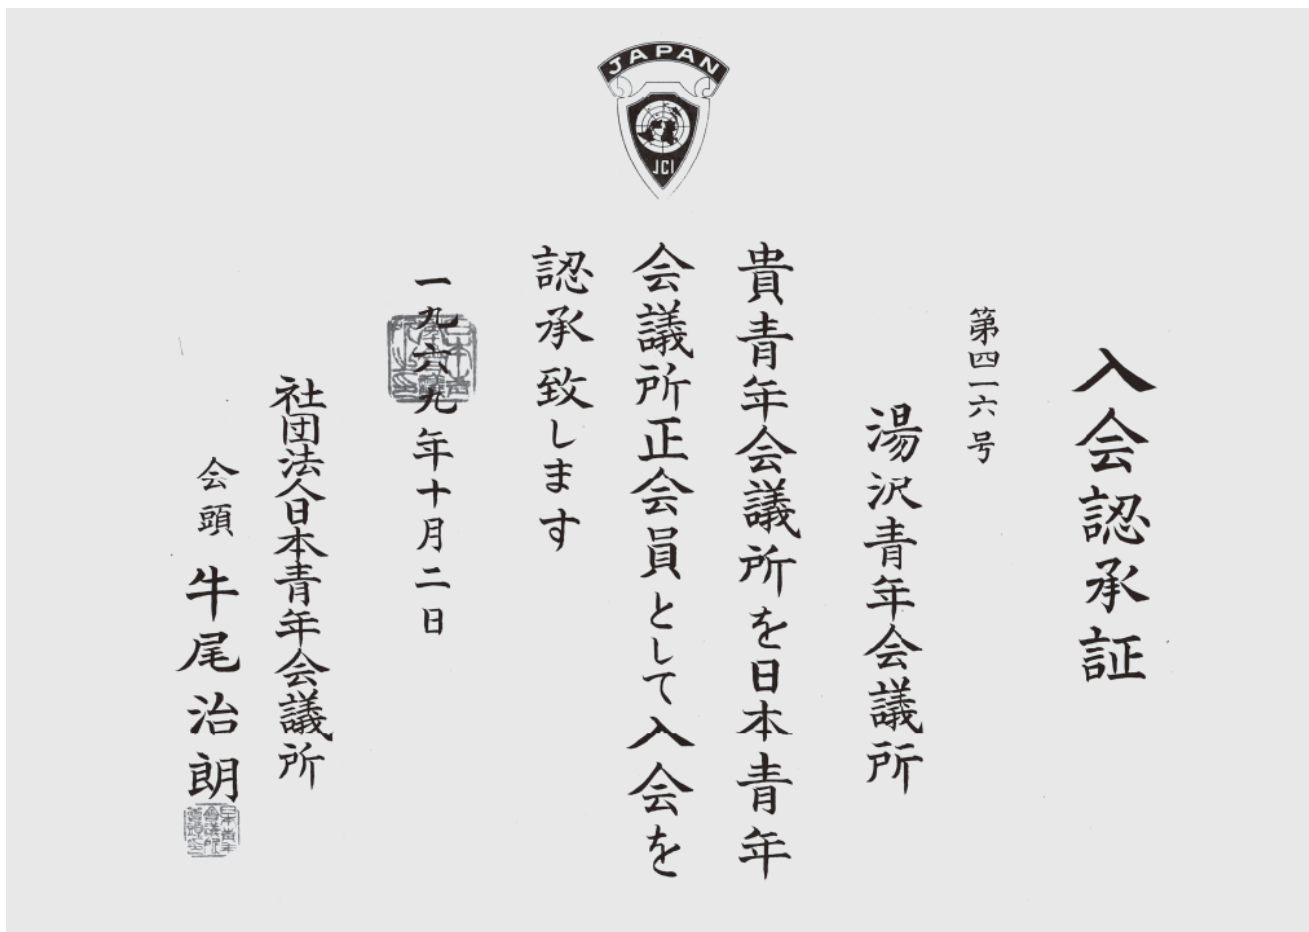 JAPAN
JCI
入会認承証
第四一六号
湯沢青年会議所
貴青年会議所を日本青年
会議所正会員として入会を
認承致します
一九六九年十月二日
社団法人日本青年会議所
会頭 牛尾治朗